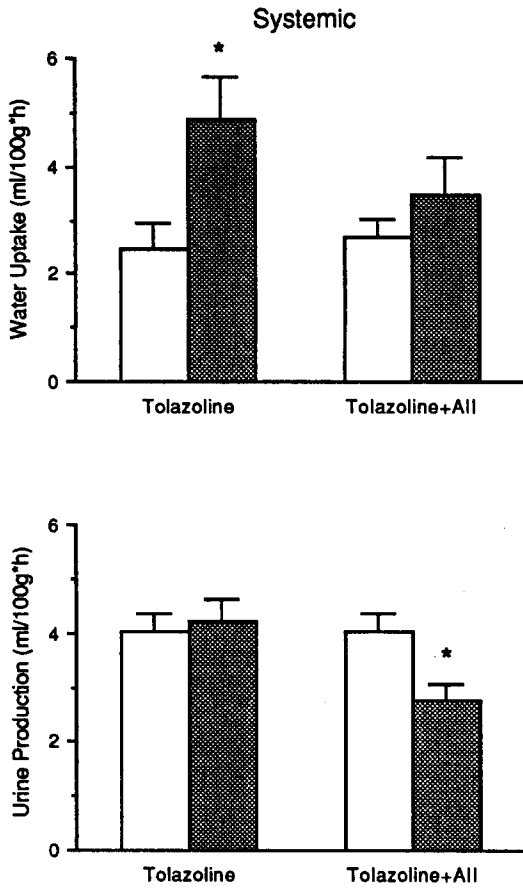 Systemic
*
6
4
2
0
Water Uptake (ml/100g*h)
Tolazoline
Tolazoline+AII
6
4
2
0
Urine Production (ml/100g*h)
*
Tolazoline
Tolazoline+AII